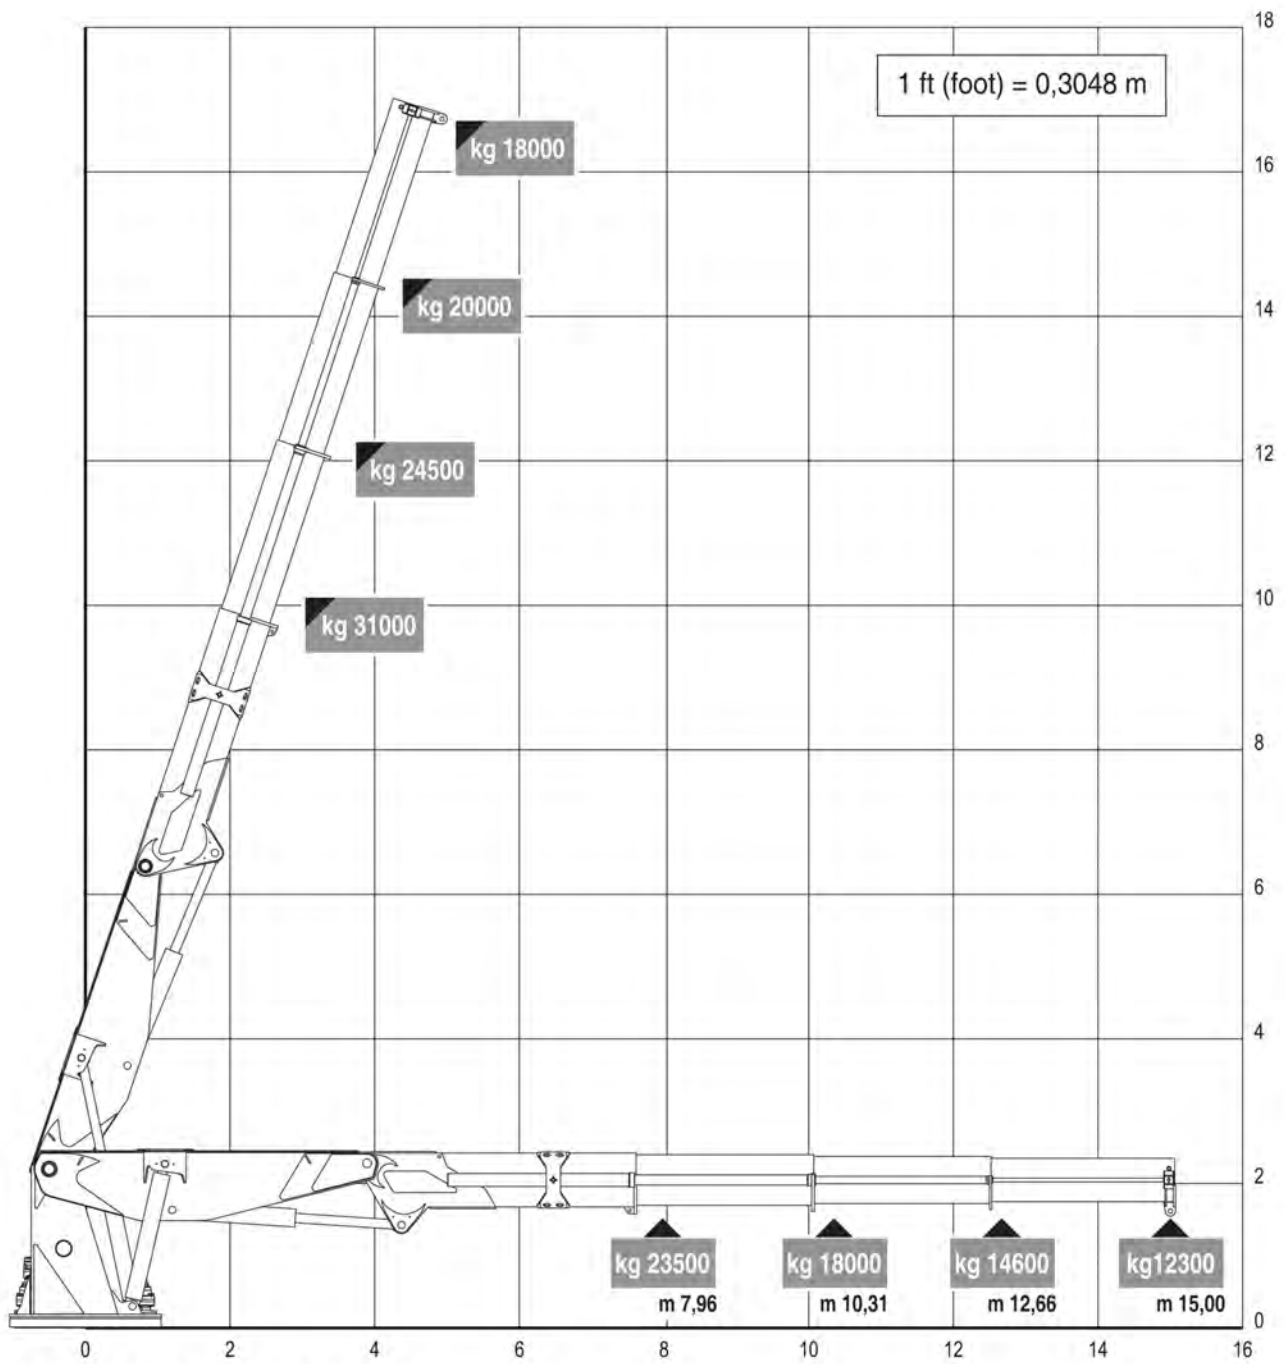 18
1 ft (foot) = 0,3048 m
kg 18000
16
kg 20000
14
kg 24500
12
kg 31000
10
8
6
4
2
kg 23500
kg 18000
kg 14600
kg12300
m 7,96
m 10,31
m 12,66
m 15,00
0
0 2 4 6 8 10 12 14 16